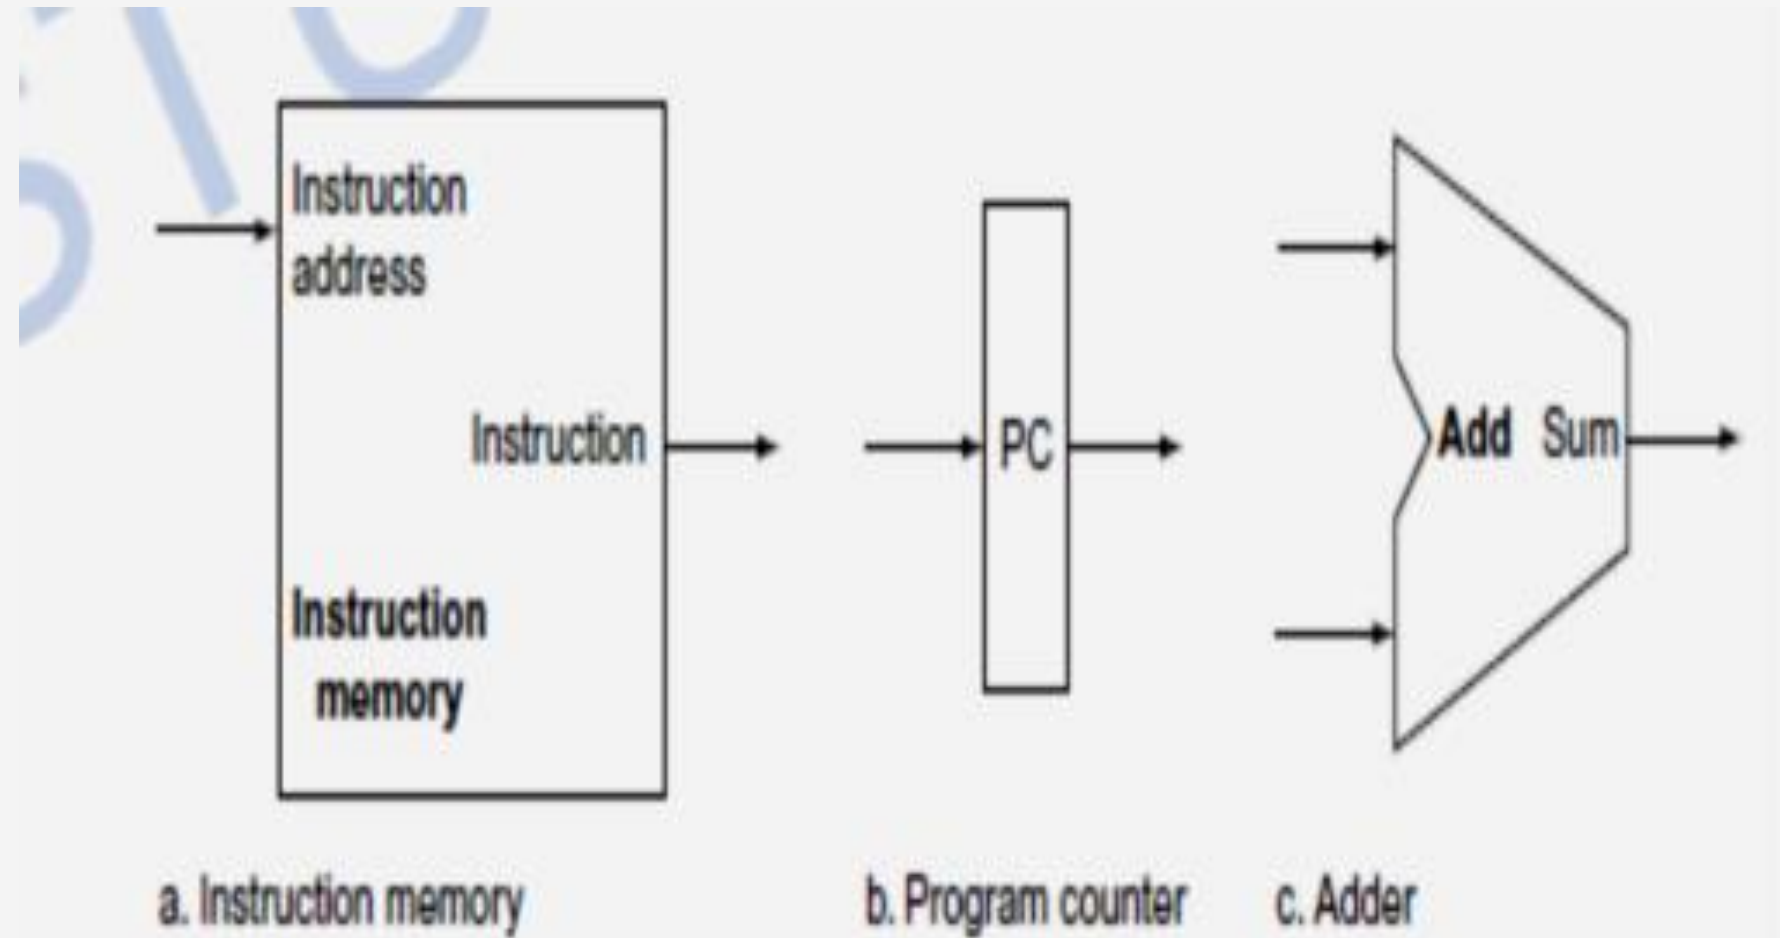 Instruction
address
Instruction
Instruction
memory
PC
Add Sum
a. Instruction memory
b. Program counter
c. Adder